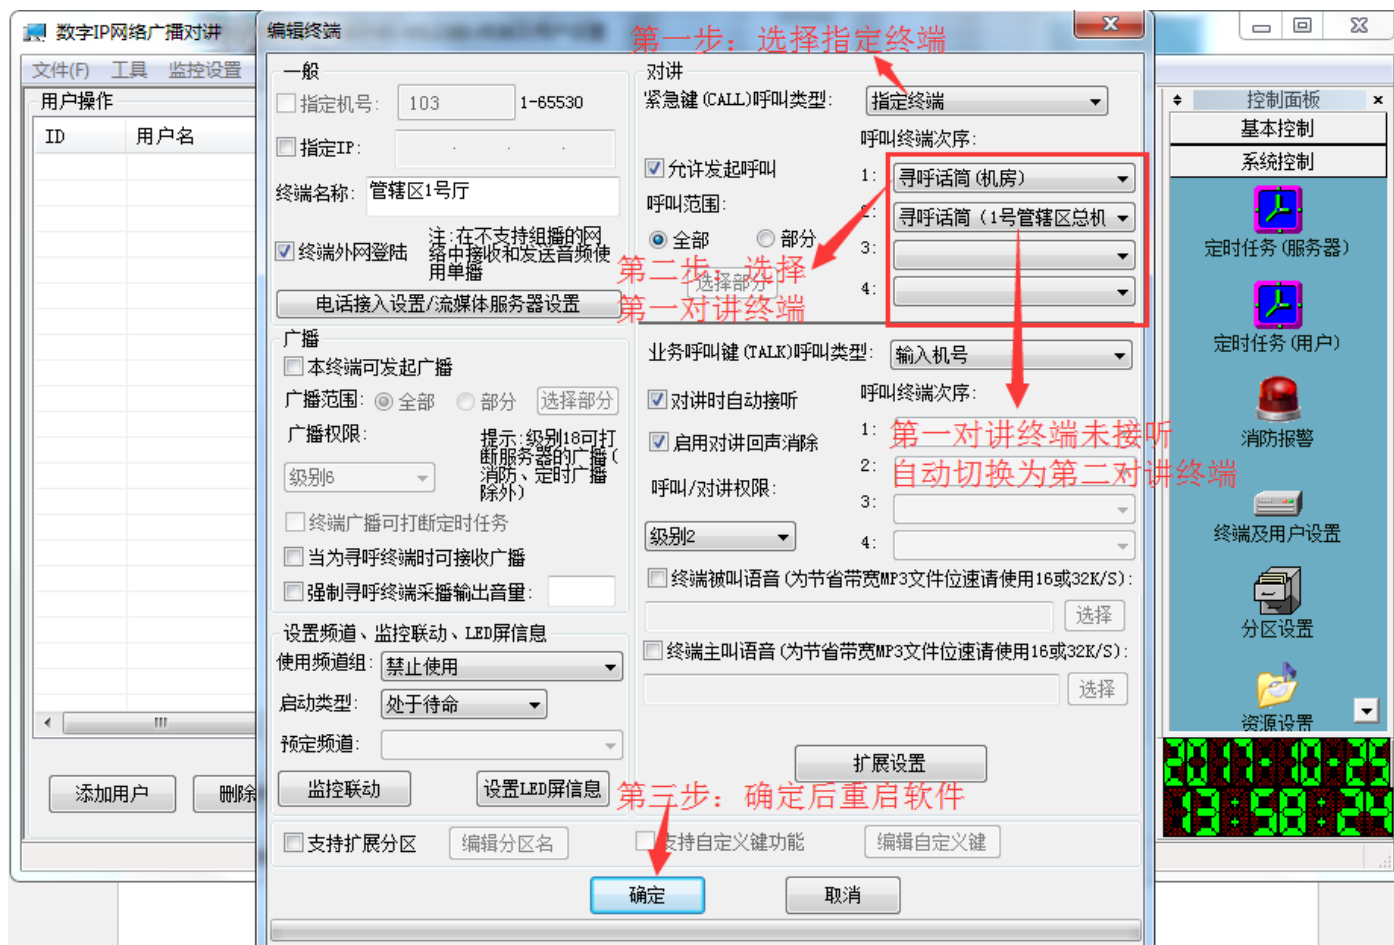 数字IP网络广播对讲
文件(F) 工具 监控设置
用户操作
ID 用户名
添加用户 删除
编辑终端
一般
指定机号: 103 1-65530
指定IP:
终端名称: 管辖区1号厅
终端外网登陆
注:在不支持组播的网
络中接收和发送音频使
用单播
电话接入设置/流媒体服务器设置
广播
本终端可发起广播
广播范围: 全部 部分 选择部分
广播权限:
级别6
提示:级别18可打
断服务器的广播(
消防、定时广播
除外)
终端广播可打断定时任务
当为寻呼终端时可接收广播
强制寻呼终端采播输出音量:
设置频道、监控联动、LED屏信息
使用频道组: 禁止使用
启动类型: 处于待命
预定频道:
监控联动 设置LED屏信息
支持扩展分区 编辑分区名
第一步：选择指定终端
对讲
紧急键(CALL)呼叫类型: 指定终端
呼叫终端次序:
允许发起呼叫
呼叫范围:
全部 部分
选择部分
1: 寻呼话筒(机房)
2: 寻呼话筒（1号管辖区总机
3:
4:
第二步：选择
第一对讲终端
业务呼叫键(TALK)呼叫类型: 输入机号
对讲时自动接听
启用对讲回声消除
呼叫/对讲权限:
级别2
呼叫终端次序:
1:
2:
3:
4:
第一对讲终端未接听
自动切换为第二对讲终端
终端被叫语音(为节省带宽MP3文件位速请使用16或32K/S):
选择
终端主叫语音(为节省带宽MP3文件位速请使用16或32K/S):
选择
扩展设置
第三步：确定后重启软件
支持自定义键功能 编辑自定义键
确定 取消
控制面板
基本控制
系统控制
定时任务(服务器)
定时任务(用户)
消防报警
终端及用户设置
分区设置
资源设置
2017-10-25
13:58:24